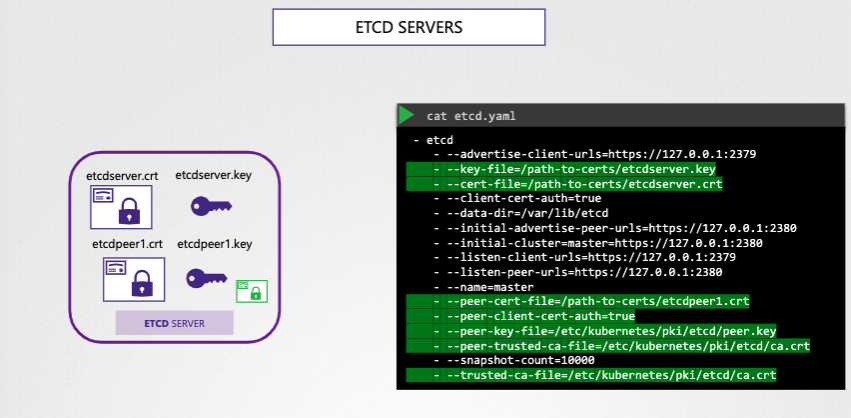 ETCD SERVERS
etcdserver.crt etcdserver.key
etcdpeer1.crt etcdpeer1.key
ETCD SERVER
cat etcd.yaml
- etcd
- --advertise-client-urls=https://127.0.0.1:2379
- --key-file=/path-to-certs/etcdserver.key
- --cert-file=/path-to-certs/etcdserver.crt
- --client-cert-auth=true
- --data-dir=/var/lib/etcd
- --initial-advertise-peer-urls=https://127.0.0.1:2380
- --initial-cluster=master=https://127.0.0.1:2380
- --listen-client-urls=https://127.0.0.1:2379
- --listen-peer-urls=https://127.0.0.1:2380
- --name=master
- --peer-cert-file=/path-to-certs/etcdpeer1.crt
- --peer-client-cert-auth=true
- --peer-key-file=/etc/kubernetes/pki/etcd/peer.key
- --peer-trusted-ca-file=/etc/kubernetes/pki/etcd/ca.crt
- --snapshot-count=10000
- --trusted-ca-file=/etc/kubernetes/pki/etcd/ca.crt